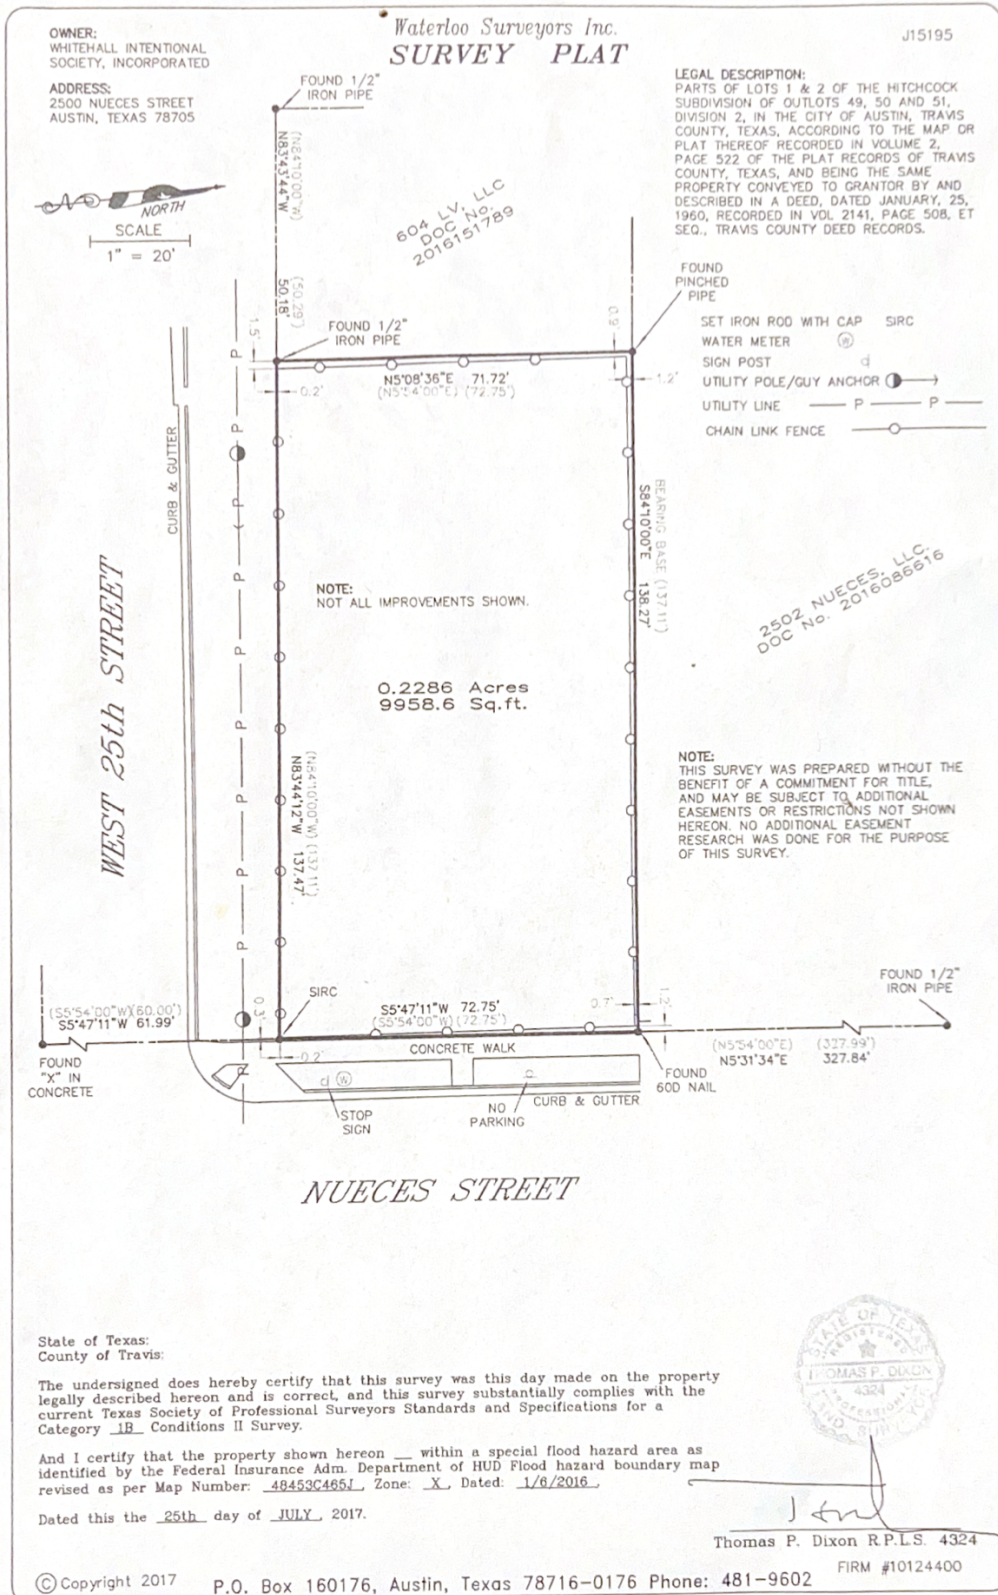 Waterloo Surveyors Inc.
SURVEY PLAT
J15195
OWNER:
WHITEHALL INTENTIONAL
SOCIETY, INCORPORATED
ADDRESS:
2500 NUECES STREET
AUSTIN, TEXAS 78705
NORTH
SCALE
1" = 20'
FOUND 1/2"
IRON PIPE
(N84°10'00"W)
N83°43'44"W
(50.29')
50.18'
604 LV, LLC
DOC No.
2016151789
LEGAL DESCRIPTION:
PARTS OF LOTS 1 & 2 OF THE HITCHCOCK
SUBDIVISION OF OUTLOTS 49, 50 AND 51,
DIVISION 2, IN THE CITY OF AUSTIN, TRAVIS
COUNTY, TEXAS, ACCORDING TO THE MAP OR
PLAT THEREOF RECORDED IN VOLUME 2,
PAGE 522 OF THE PLAT RECORDS OF TRAVIS
COUNTY, TEXAS, AND BEING THE SAME
PROPERTY CONVEYED TO GRANTOR BY AND
DESCRIBED IN A DEED, DATED JANUARY, 25,
1960, RECORDED IN VOL 2141, PAGE 508, ET
SEQ., TRAVIS COUNTY DEED RECORDS.
FOUND
PINCHED
PIPE
SET IRON ROD WITH CAP SIRC
WATER METER W
SIGN POST d
UTILITY POLE/GUY ANCHOR
UTILITY LINE P P
CHAIN LINK FENCE
FOUND 1/2"
IRON PIPE
1.5'
0.9'
0.2'
1.2'
N5°08'36"E 71.72'
(N5°54'00"E) (72.75')
CURB & GUTTER
P
P
P
P
P
P
P
P
P
WEST 25th STREET
BEARING BASE (137.11')
S84°10'00"E 138.27'
2502 NUECES, LLC.
DOC No. 2016086616
NOTE:
NOT ALL IMPROVEMENTS SHOWN.
0.2286 Acres
9958.6 Sq.ft.
(N84°10'00"W) (137.11')
N83°44'12"W 137.47'
NOTE:
THIS SURVEY WAS PREPARED WITHOUT THE
BENEFIT OF A COMMITMENT FOR TITLE,
AND MAY BE SUBJECT TO ADDITIONAL
EASEMENTS OR RESTRICTIONS NOT SHOWN
HEREON. NO ADDITIONAL EASEMENT
RESEARCH WAS DONE FOR THE PURPOSE
OF THIS SURVEY.
(S5°54'00"W)(60.00')
S5°47'11"W 61.99'
FOUND
"X" IN
CONCRETE
0.3'
SIRC
S5°47'11"W 72.75'
(S5°54'00"W) (72.75')
0.7'
1.2'
FOUND 1/2"
IRON PIPE
(N5°54'00"E) (327.99')
N5°31'34"E 327.84'
0.2'
CONCRETE WALK
FOUND
60D NAIL
d W
STOP
SIGN
NO
PARKING
CURB & GUTTER
NUECES STREET
State of Texas:
County of Travis:
The undersigned does hereby certify that this survey was this day made on the property
legally described hereon and is correct, and this survey substantially complies with the
current Texas Society of Professional Surveyors Standards and Specifications for a
Category 1B Conditions II Survey.
And I certify that the property shown hereon __ within a special flood hazard area as
identified by the Federal Insurance Adm. Department of HUD Flood hazard boundary map
revised as per Map Number: 48453C465J, Zone: X, Dated: 1/6/2016.
Dated this the 25th day of JULY, 2017.
STATE OF TEXAS
REGISTERED
THOMAS P. DIXON
4324
PROFESSIONAL
Thomas P. Dixon R.P.L.S. 4324
FIRM #10124400
© Copyright 2017 P.O. Box 160176, Austin, Texas 78716-0176 Phone: 481-9602